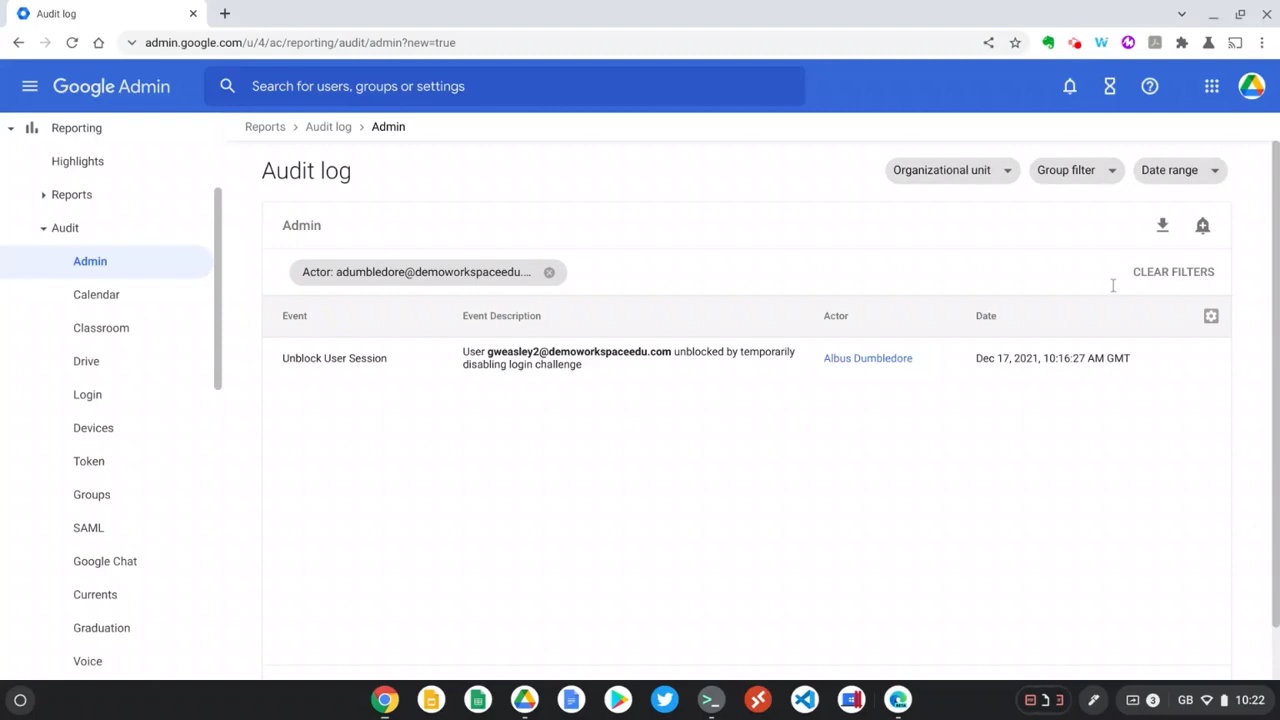 Audit log
admin.google.com/u/4/ac/reporting/audit/admin?new=true
Google Admin
Search for users, groups or settings
Reporting
Highlights
Reports
Audit
Admin
Calendar
Classroom
Drive
Login
Devices
Token
Groups
SAML
Google Chat
Currents
Graduation
Voice
Reports > Audit log > Admin
Audit log
Organizational unit
Group filter
Date range
Admin
Actor: adumbledore@demoworkspaceedu....
CLEAR FILTERS
Event Event Description Actor Date
Unblock User Session
User gweasley2@demoworkspaceedu.com unblocked by temporarily
disabling login challenge
Albus Dumbledore
Dec 17, 2021, 10:16:27 AM GMT
3 GB 10:22